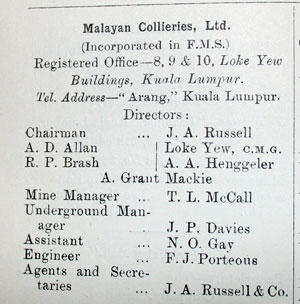 Malayan Collieries, Ltd.
(Incorporated in F.M.S.)
Registered Office—8, 9 & 10, Loke Yew
Buildings, Kuala Lumpur.
Tel. Address—"Arang," Kuala Lumpur.
Directors:
Chairman ... J. A. Russell
A. D. Allan | Loke Yew, C.M.G.
R. P. Brash | A. A. Henggeler
A. Grant Mackie
Mine Manager ... T. L. McCall
Underground Man-
ager ... J. P. Davies
Assistant ... N. O. Gay
Engineer ... F. J. Porteous
Agents and Secre-
taries ... J. A. Russell & Co.